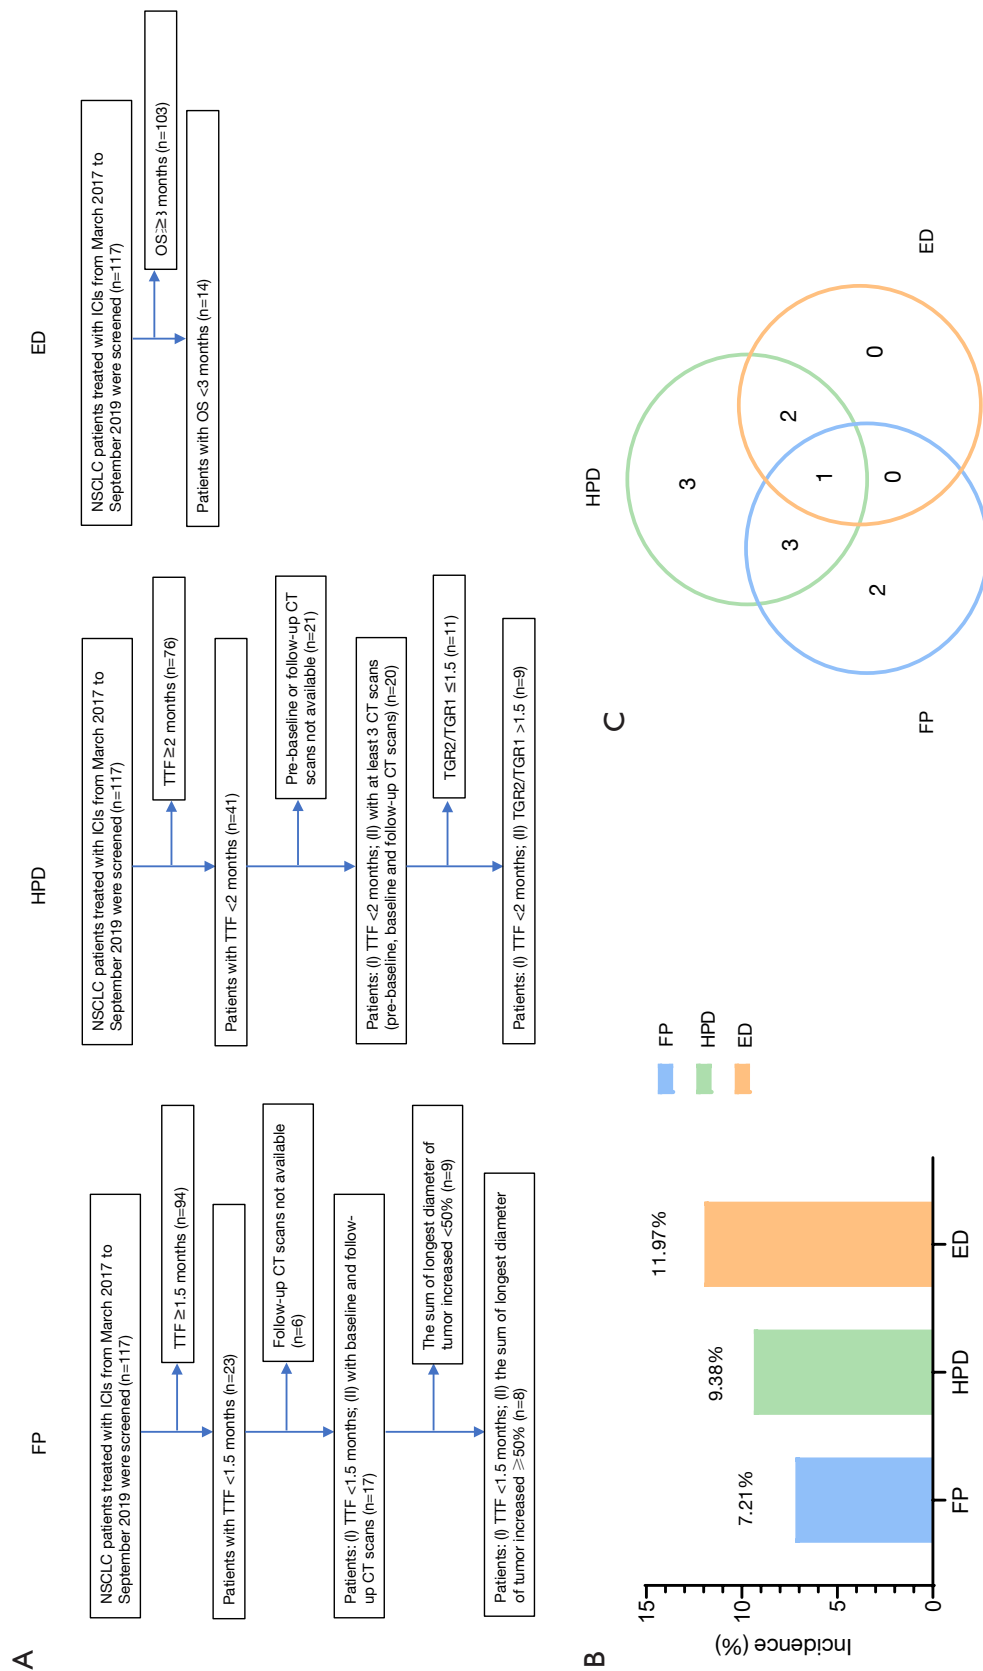 A
FP
NSCLC patients treated with ICIs from March 2017 to
September 2019 were screened (n=117)
TTF ≥1.5 months (n=94)
Patients with TTF <1.5 months (n=23)
Follow-up CT scans not available
(n=6)
Patients: (I) TTF <1.5 months; (II) with baseline and follow-
up CT scans (n=17)
The sum of longest diameter of
tumor increased <50% (n=9)
Patients: (I) TTF <1.5 months; (II) the sum of longest diameter
of tumor increased ≥50% (n=8)
HPD
NSCLC patients treated with ICIs from March 2017 to
September 2019 were screened (n=117)
TTF ≥2 months (n=76)
Patients with TTF <2 months (n=41)
Pre-baseline or follow-up CT
scans not available (n=21)
Patients: (I) TTF <2 months; (II) with at least 3 CT scans
(pre-baseline, baseline and follow-up CT scans) (n=20)
TGR2/TGR1 ≤1.5 (n=11)
Patients: (I) TTF <2 months; (II) TGR2/TGR1 >1.5 (n=9)
ED
NSCLC patients treated with ICIs from March 2017 to
September 2019 were screened (n=117)
OS≥3 months (n=103)
Patients with OS <3 months (n=14)
B
Incidence (%)
15
10
5
0
7.21%
9.38%
11.97%
FP
HPD
ED
FP
HPD
ED
C
HPD
3
3
1
2
2
0
0
FP
ED